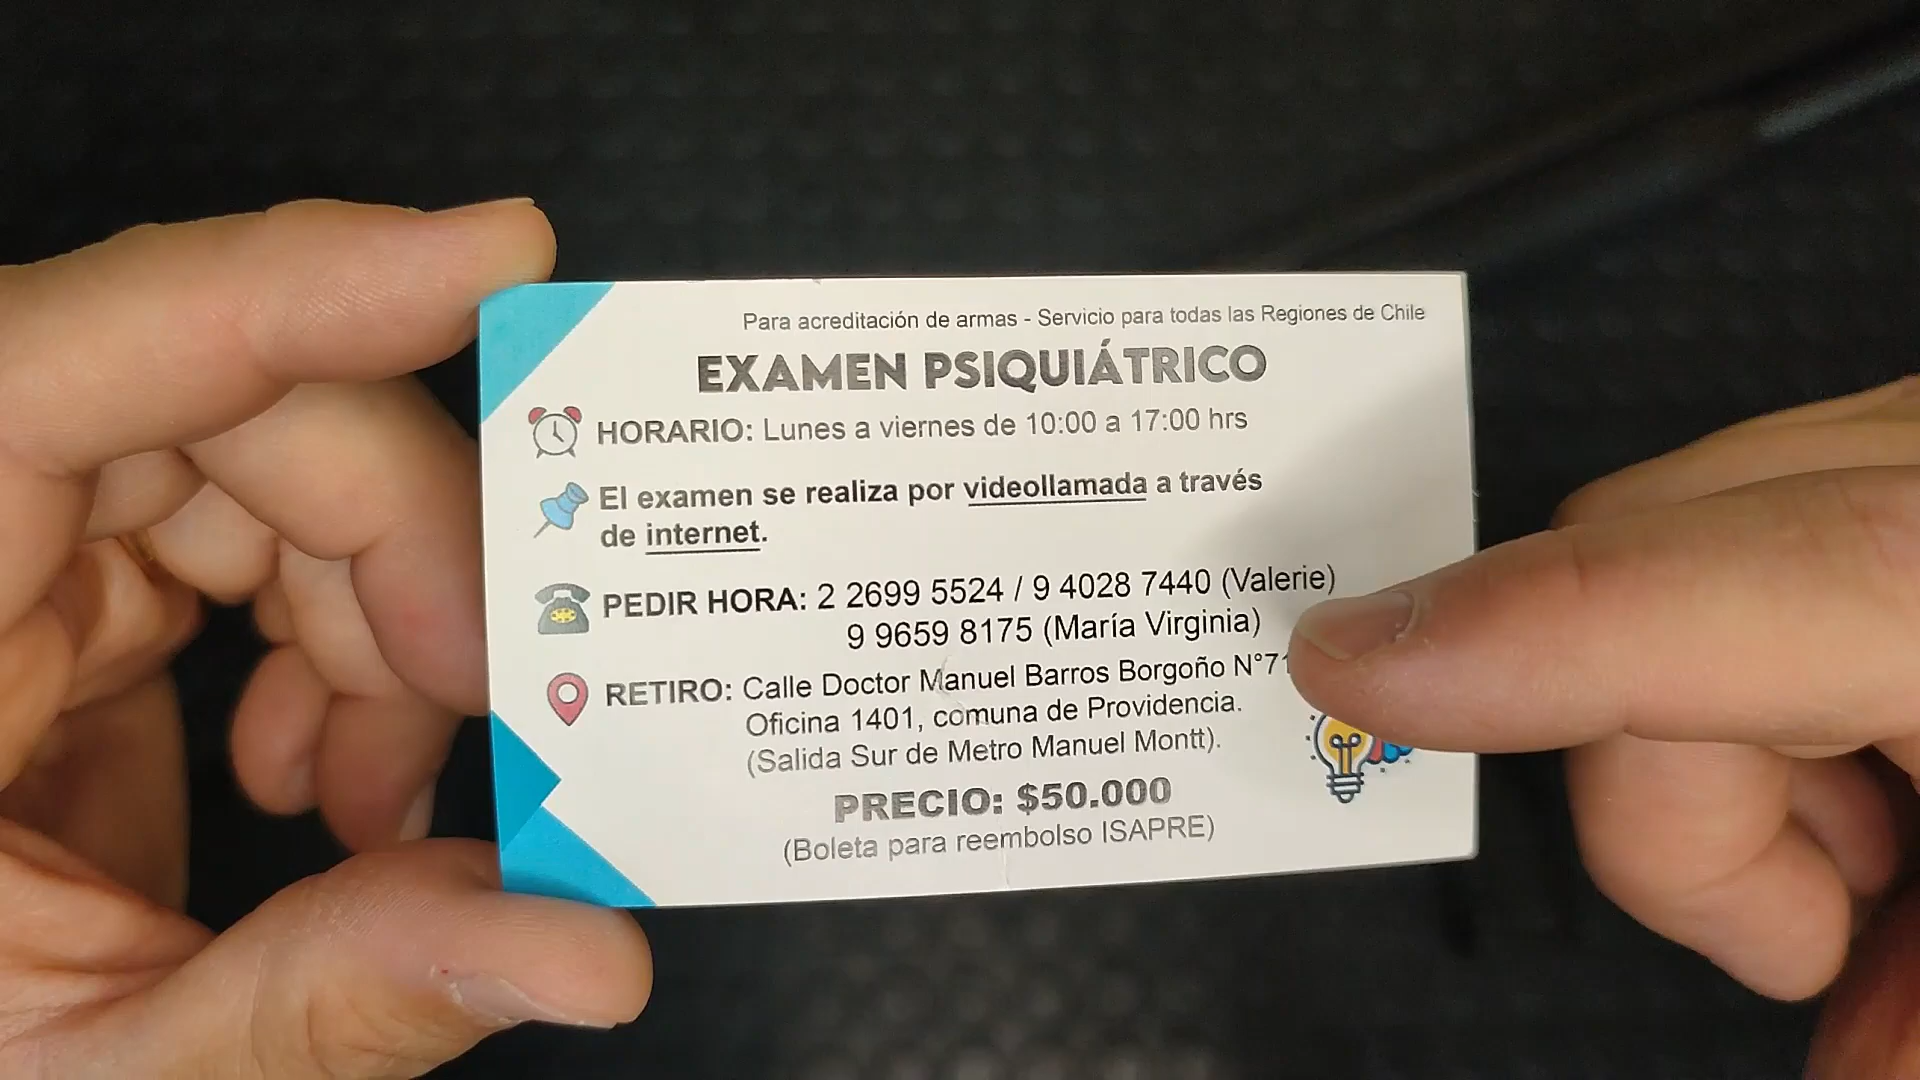 Para acreditación de armas - Servicio para todas las Regiones de Chile
EXAMEN PSIQUIÁTRICO
HORARIO: Lunes a viernes de 10:00 a 17:00 hrs
El examen se realiza por videollamada a través
de internet.
PEDIR HORA: 2 2699 5524 / 9 4028 7440 (Valerie)
9 9659 8175 (María Virginia)
RETIRO: Calle Doctor Manuel Barros Borgoño
Oficina 1401, comuna de Providencia.
(Salida Sur de Metro Manuel Montt).
PRECIO: $50.000
(Boleta para reembolso ISAPRE)